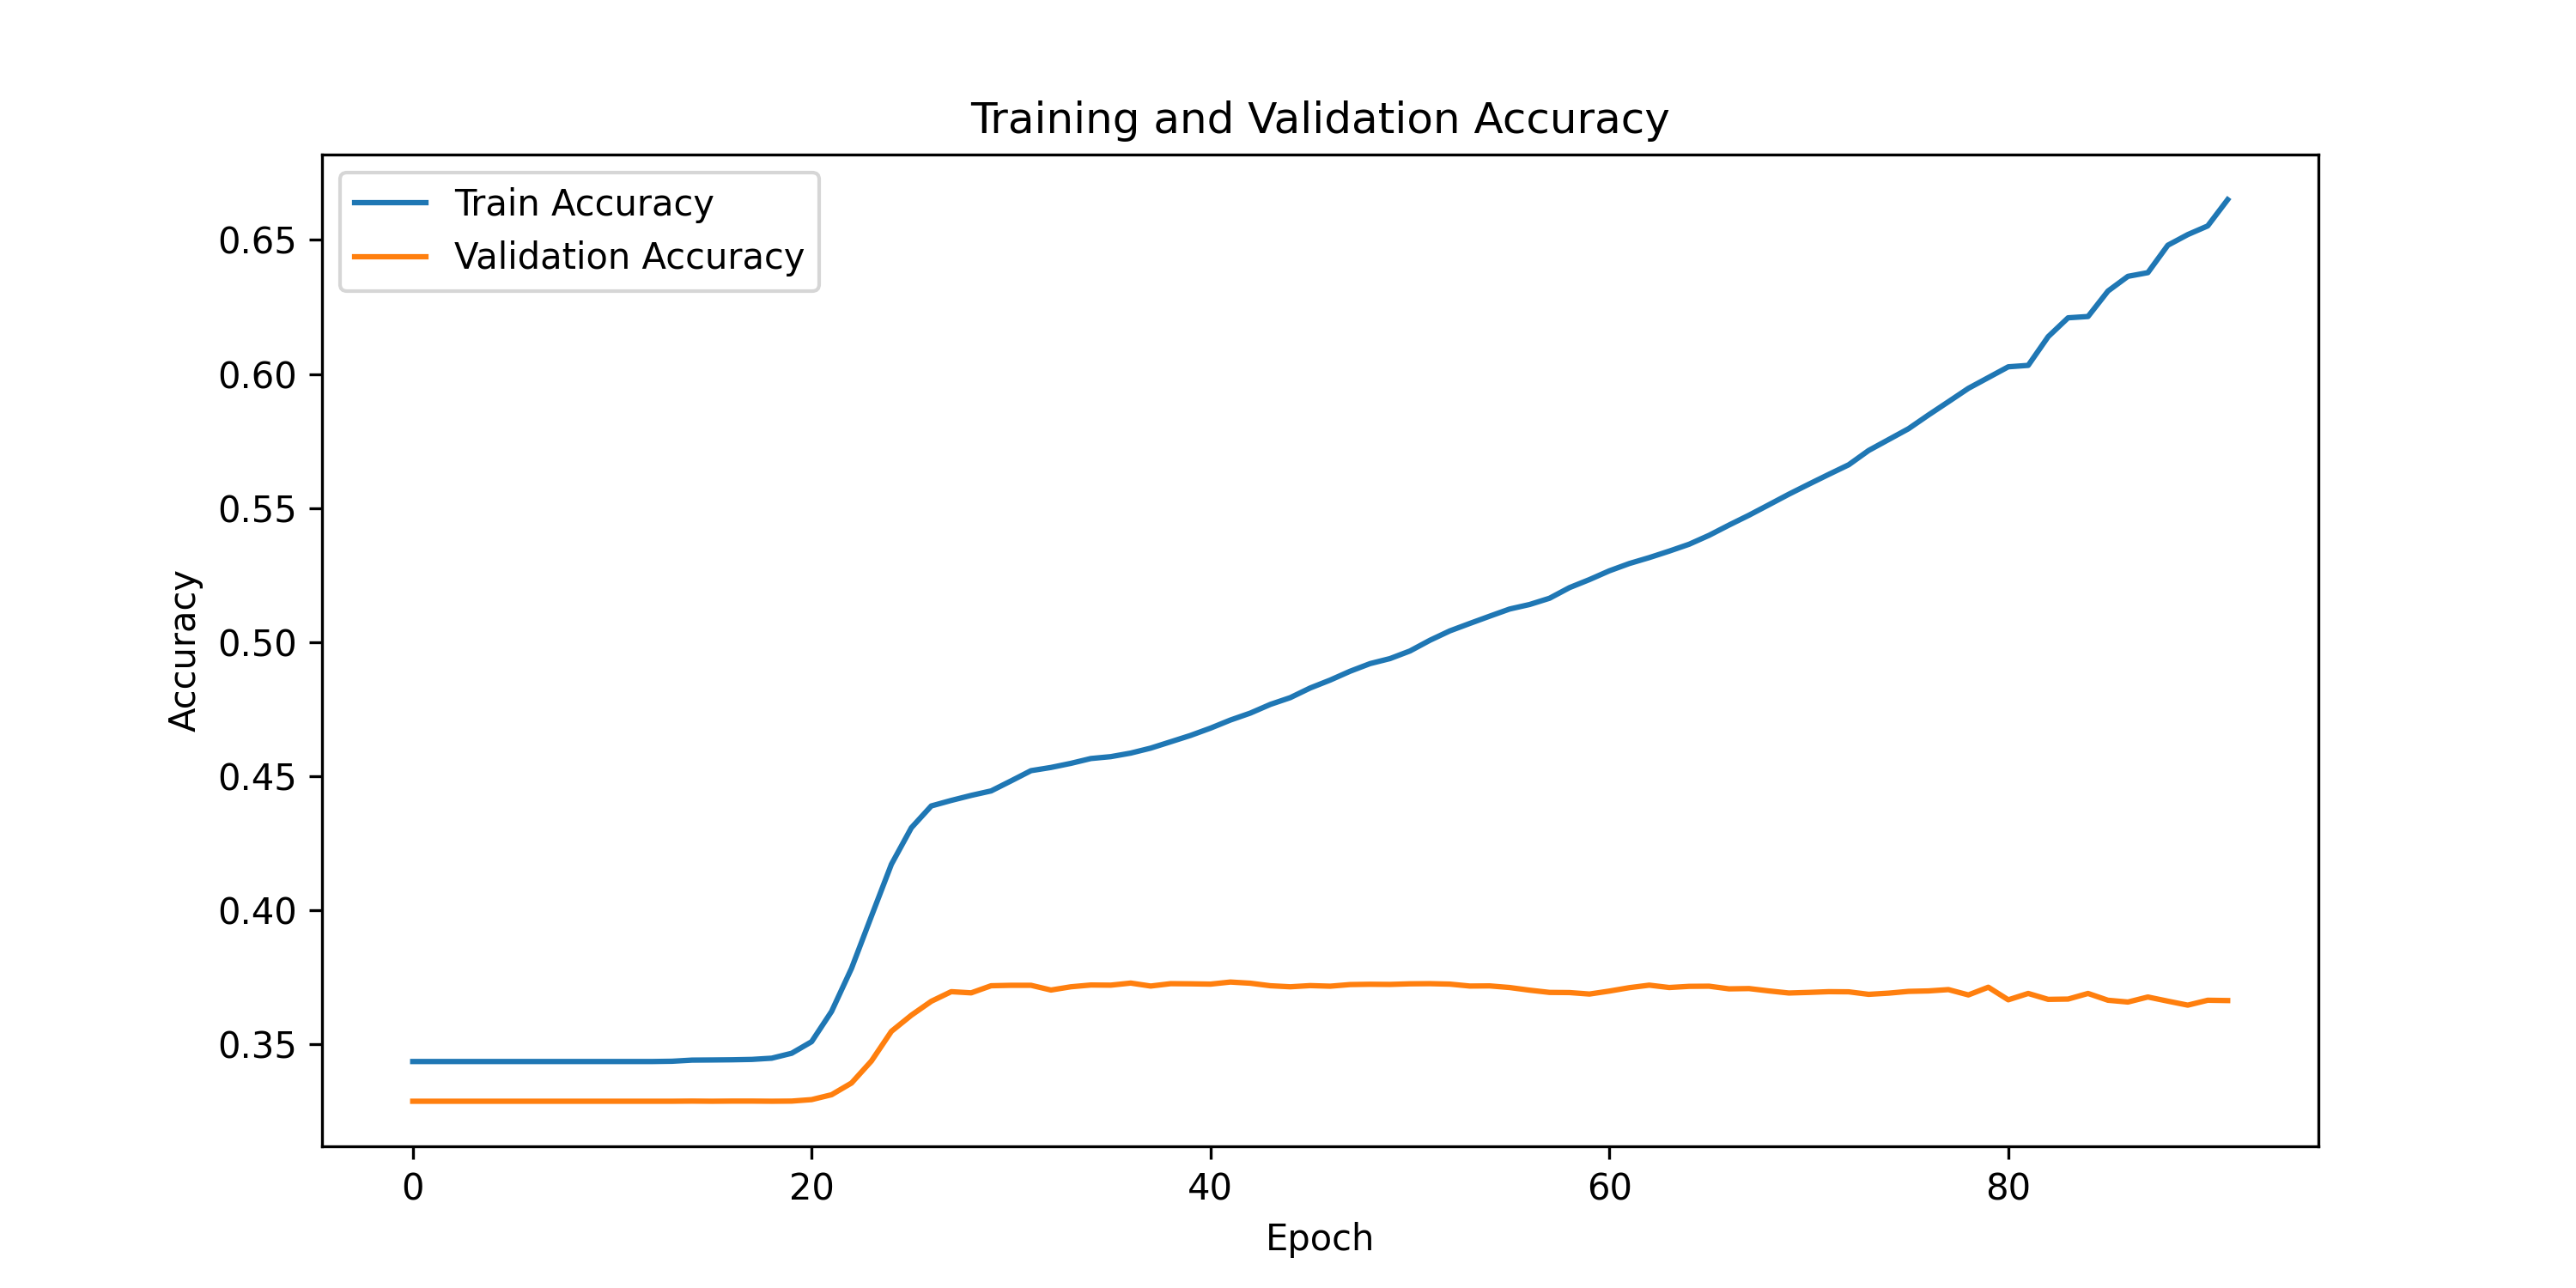 Training and Validation Accuracy
Train Accuracy
Validation Accuracy
0.65
0.60
0.55
0.50
0.45
0.40
0.35
Accuracy
0 20 40 60 80
Epoch